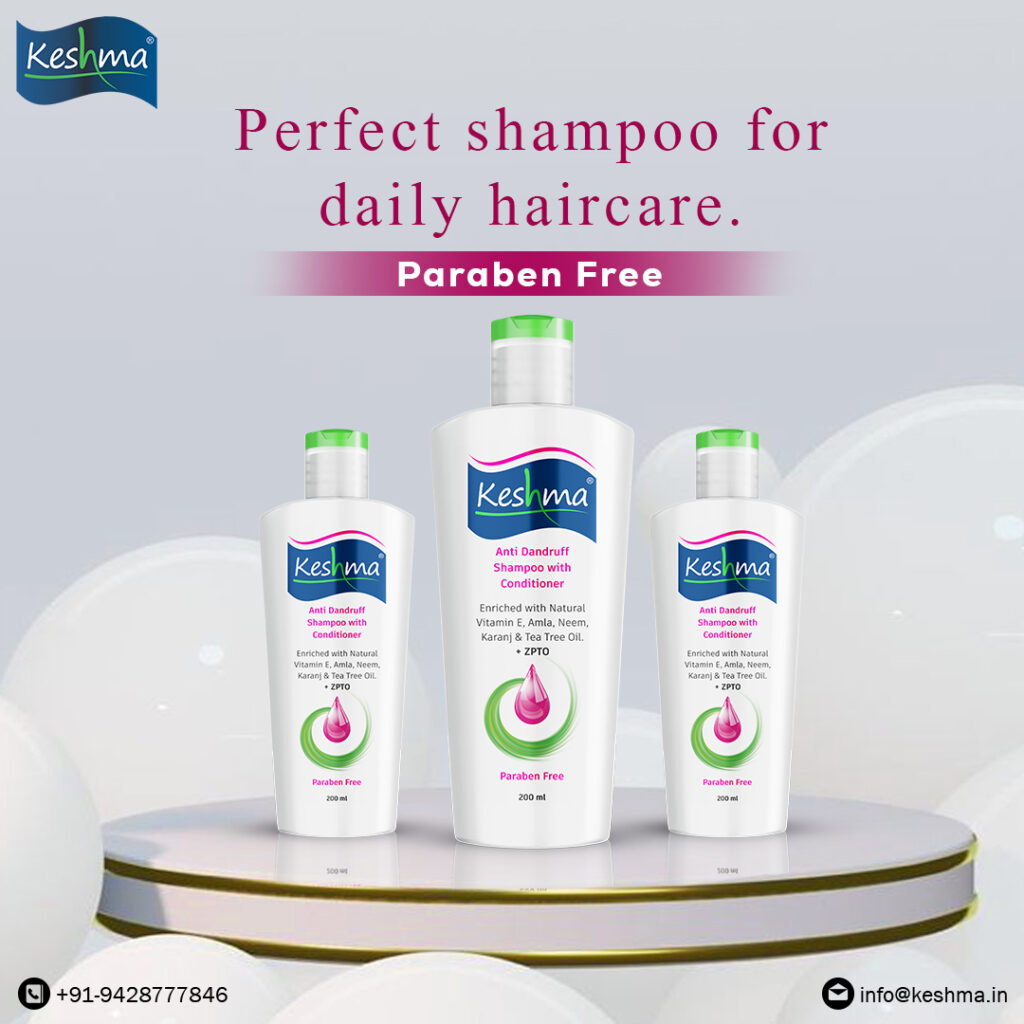 Keshma®
Perfect shampoo for
daily haircare.
Paraben Free
Keshma®
Anti Dandruff
Shampoo with
Conditioner
Enriched with Natural
Vitamin E, Amla, Neem,
Karanj & Tea Tree Oil.
+ ZPTO
Paraben Free
200 ml
Keshma®
Anti Dandruff
Shampoo with
Conditioner
Enriched with Natural
Vitamin E, Amla, Neem,
Karanj & Tea Tree Oil.
+ ZPTO
Paraben Free
200 ml
Keshma®
Anti Dandruff
Shampoo with
Conditioner
Enriched with Natural
Vitamin E, Amla, Neem,
Karanj & Tea Tree Oil.
+ ZPTO
Paraben Free
200 ml
+91-9428777846
info@keshma.in